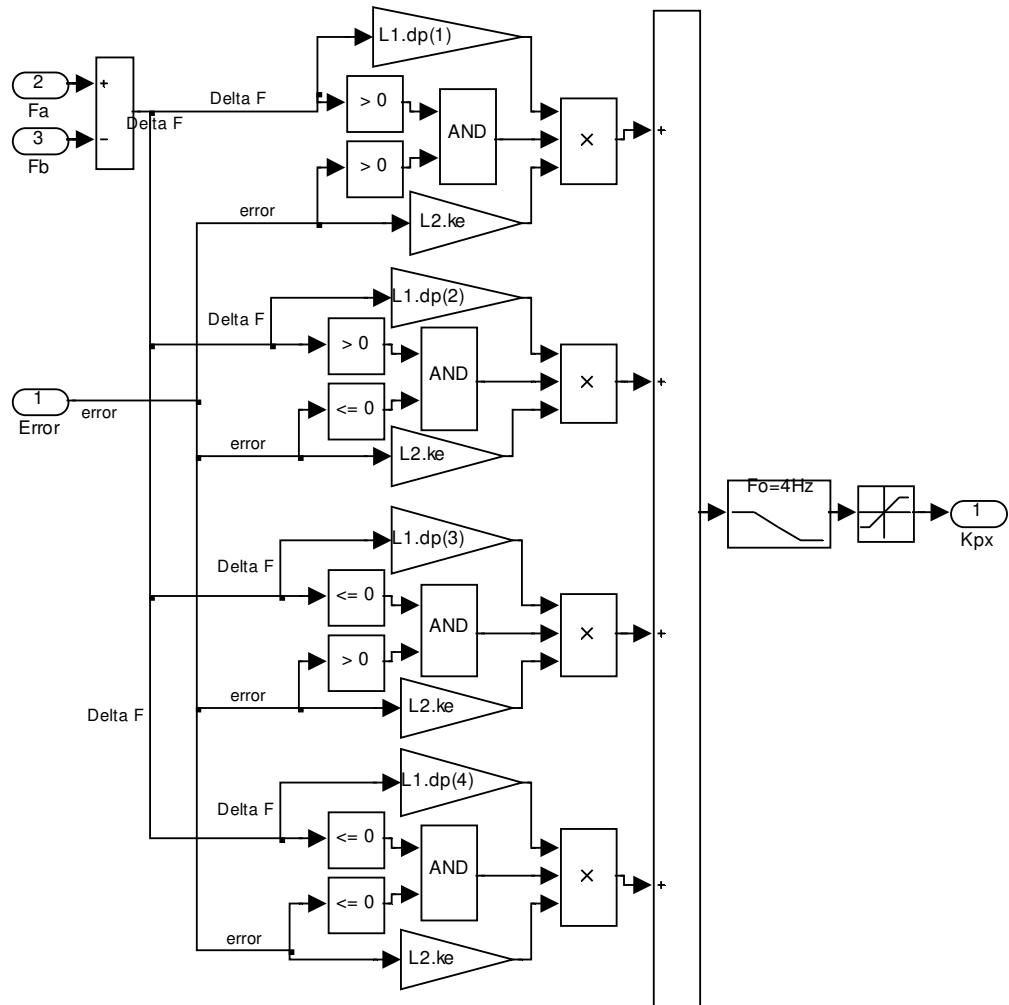 L1.dp(1)
2
Fa
+
Delta F
Delta F
> 0
AND
×
+
3
Fb
−
> 0
error
L2.ke
L1.dp(2)
Delta F
> 0
AND
×
+
1
Error
error
<= 0
error
L2.ke
Fo=4Hz
1
Kpx
L1.dp(3)
Delta F
<= 0
AND
×
+
> 0
error
L2.ke
Delta F
L1.dp(4)
Delta F
<= 0
AND
×
+
<= 0
error
L2.ke